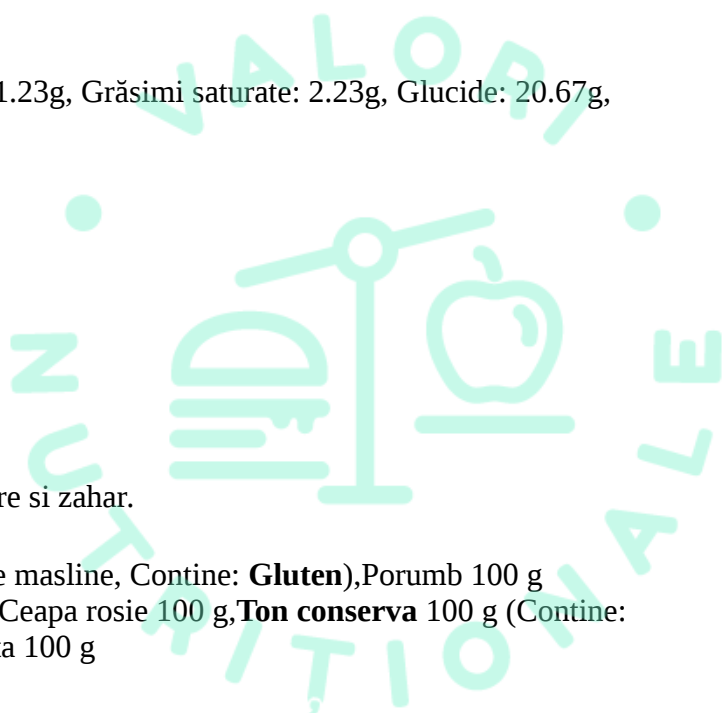 1.23g, Grăsimi saturate: 2.23g, Glucide: 20.67g,
re si zahar.
e masline, Contine: Gluten),Porumb 100 g
Ceapa rosie 100 g,Ton conserva 100 g (Contine:
a 100 g
VALORI
NUTRIȚIONALE